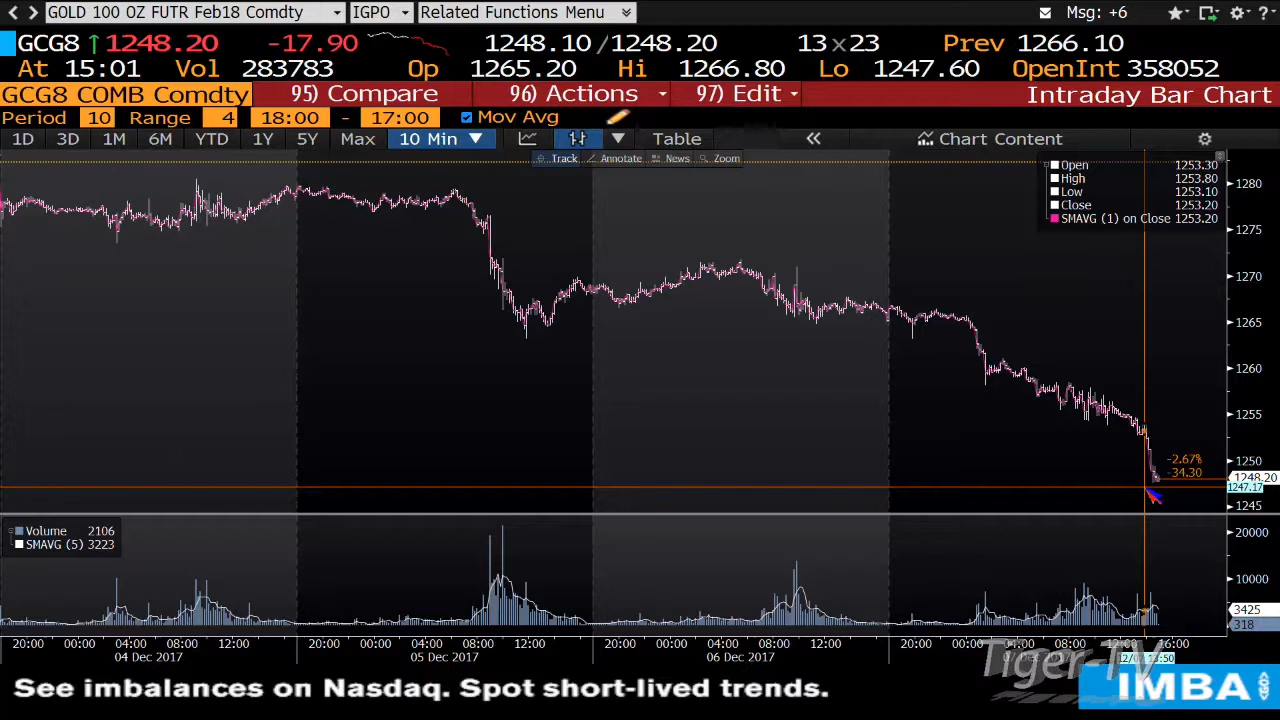 GOLD 100 OZ FUTR Feb18 Comdty IGPO Related Functions Menu Msg: +6
GCG8 ↑1248.20 -17.90 1248.10/1248.20 13x23 Prev 1266.10
At 15:01 Vol 283783 Op 1265.20 Hi 1266.80 Lo 1247.60 OpenInt 358052
GCG8 COMB Comdty 95) Compare 96) Actions 97) Edit Intraday Bar Chart
Period 10 Range 4 18:00 - 17:00 Mov Avg
1D 3D 1M 6M YTD 1Y 5Y Max 10 Min Table « Chart Content
Track Annotate News Zoom
Open 1253.30
High 1253.80
Low 1253.10
Close 1253.20
SMAVG (1) on Close 1253.20
1280
1275
1270
1265
1260
1255
1250
-2.67%
-34.30
1248.20
1247.17
1245
Volume 2106
SMAVG (5) 3223
20000
10000
3425
318
20:00 00:00 04:00 08:00 12:00 20:00 00:00 04:00 08:00 12:00 20:00 00:00 04:00 08:00 12:00 20:00 00:00 04:00 08:00 12:00 16:00
04 Dec 2017 05 Dec 2017 06 Dec 2017
Tiger-TV
See imbalances on Nasdaq. Spot short-lived trends.
IMBA